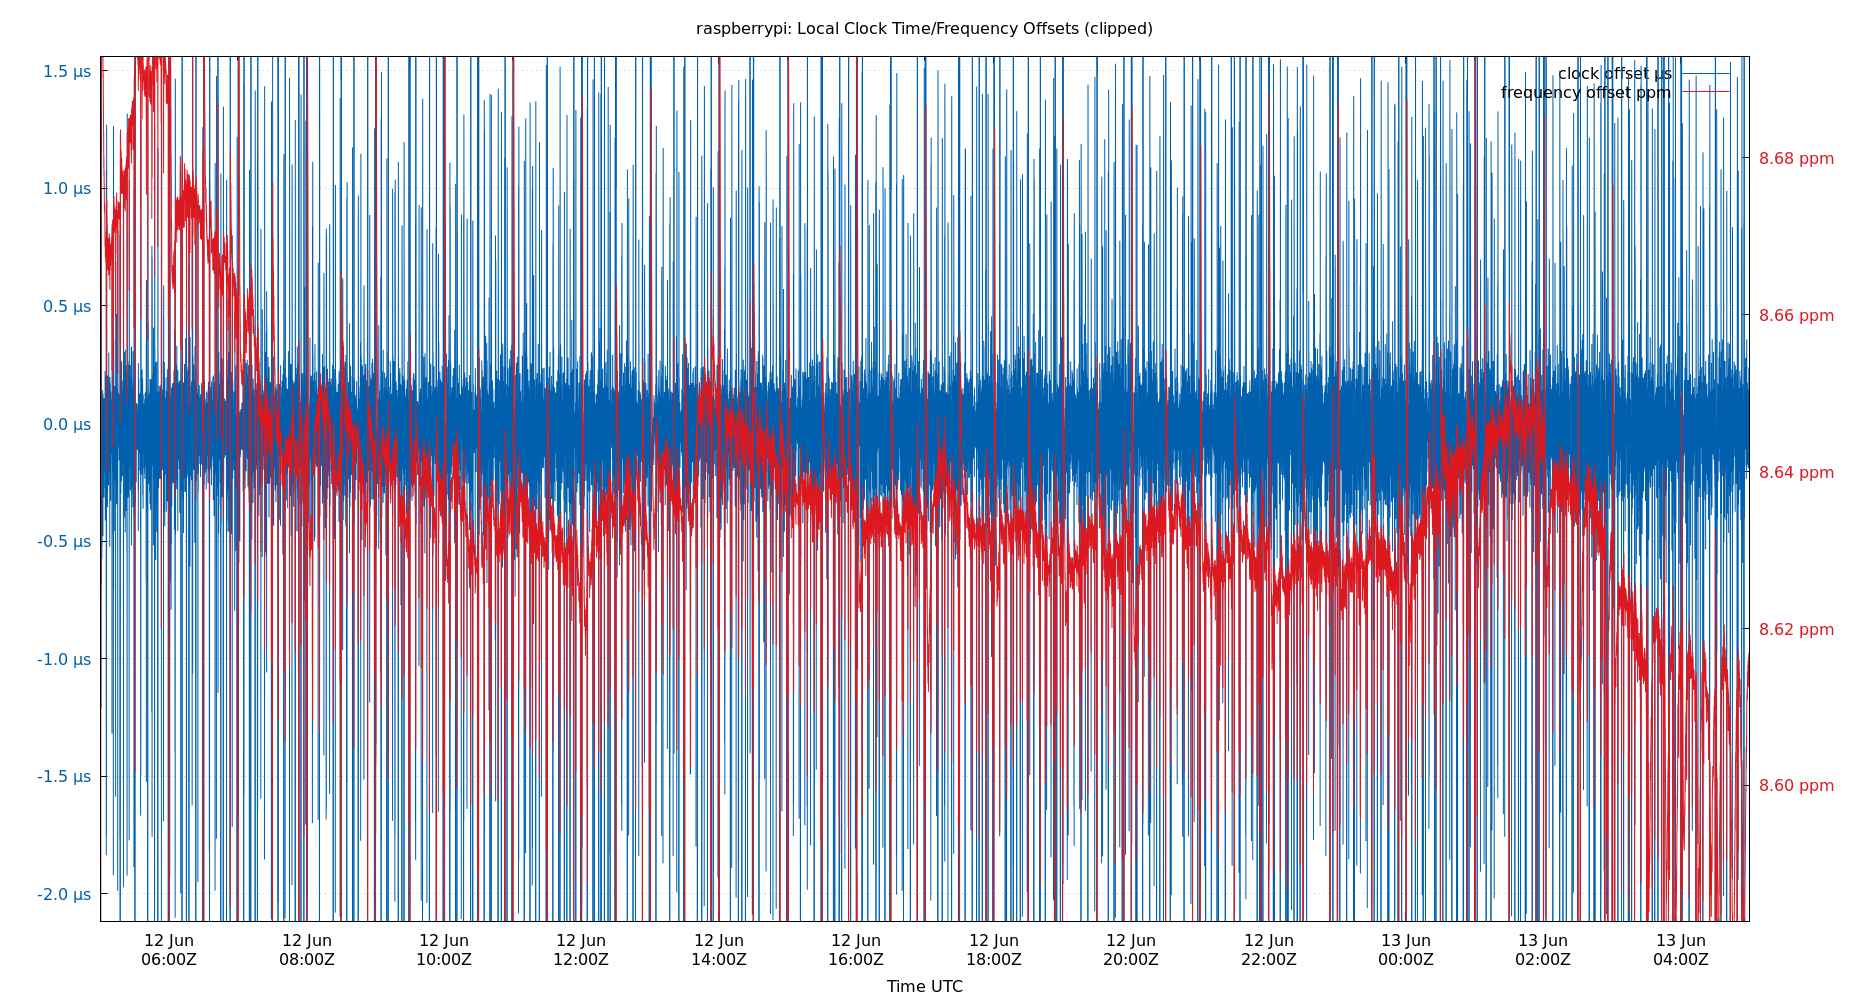 raspberrypi: Local Clock Time/Frequency Offsets (clipped)
clock offset µs
frequency offset ppm
1.5 µs
1.0 µs
0.5 µs
0.0 µs
-0.5 µs
-1.0 µs
-1.5 µs
-2.0 µs
8.68 ppm
8.66 ppm
8.64 ppm
8.62 ppm
8.60 ppm
12 Jun 12 Jun 12 Jun 12 Jun 12 Jun 12 Jun 12 Jun 12 Jun 12 Jun 13 Jun 13 Jun 13 Jun
06:00Z 08:00Z 10:00Z 12:00Z 14:00Z 16:00Z 18:00Z 20:00Z 22:00Z 00:00Z 02:00Z 04:00Z
Time UTC